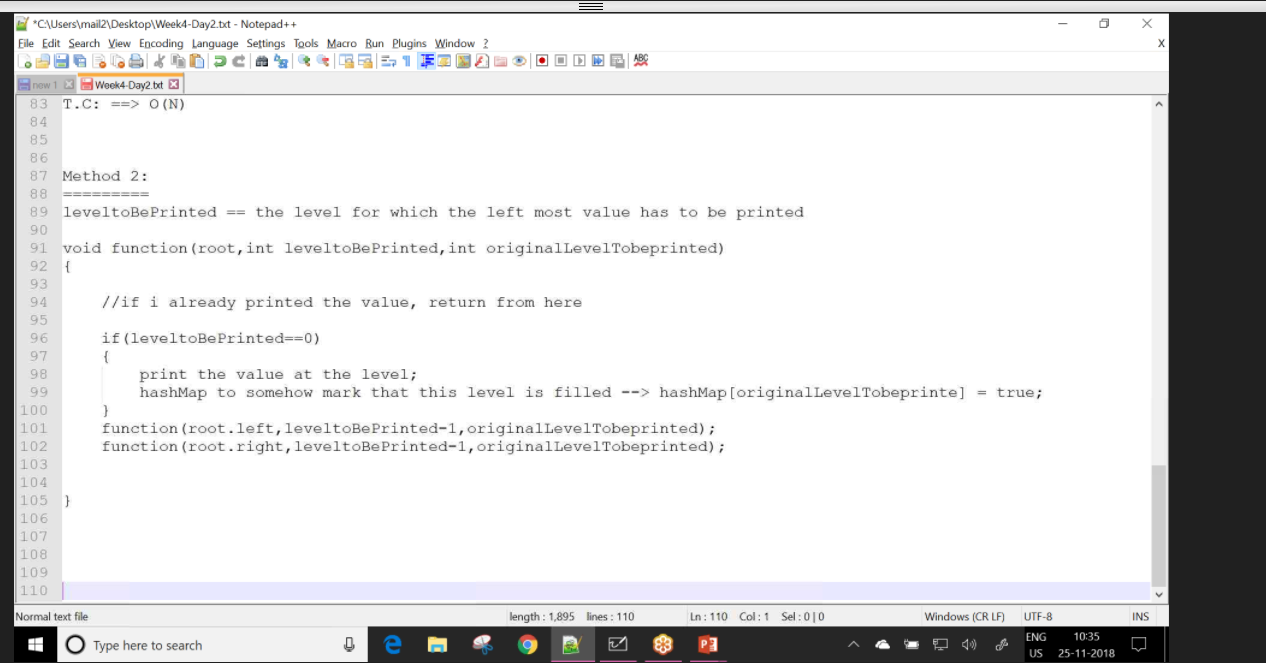 *C:\Users\mail2\Desktop\Week4-Day2.txt - Notepad++
File Edit Search View Encoding Language Settings Tools Macro Run Plugins Window ? X
new 1 Week4-Day2.txt
83 T.C: ==> O(N)
84
85
86
87 Method 2:
88 =========
89 leveltoBePrinted == the level for which the left most value has to be printed
90
91 void function(root,int leveltoBePrinted,int originalLevelTobeprinted)
92 {
93
94 //if i already printed the value, return from here
95
96 if(leveltoBePrinted==0)
97 {
98 print the value at the level;
99 hashMap to somehow mark that this level is filled --> hashMap[originalLevelTobeprinte] = true;
100 }
101 function(root.left,leveltoBePrinted-1,originalLevelTobeprinted);
102 function(root.right,leveltoBePrinted-1,originalLevelTobeprinted);
103
104
105 }
106
107
108
109
110
Normal text file length : 1,895 lines : 110 Ln : 110 Col : 1 Sel : 0 | 0 Windows (CR LF) UTF-8 INS
Type here to search
ENG 10:35
US 25-11-2018